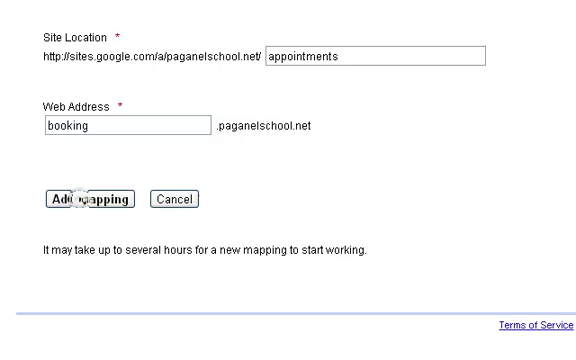 Site Location *
http://sites.google.com/a/paganelschool.net/ appointments
Web Address *
booking .paganelschool.net
Add mapping Cancel
It may take up to several hours for a new mapping to start working.
Terms of Service